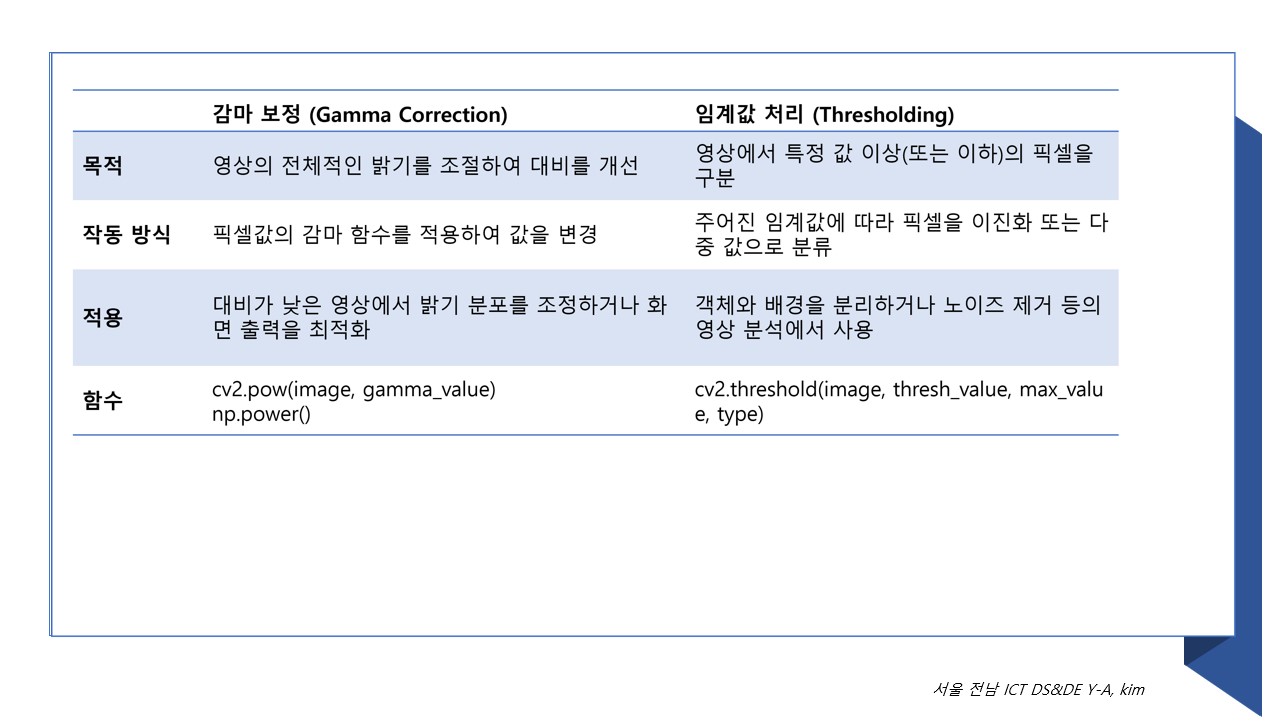 감마 보정 (Gamma Correction)
임계값 처리 (Thresholding)
목적
영상의 전체적인 밝기를 조절하여 대비를 개선
영상에서 특정 값 이상(또는 이하)의 픽셀을
구분
작동 방식
픽셀값의 감마 함수를 적용하여 값을 변경
주어진 임계값에 따라 픽셀을 이진화 또는 다
중 값으로 분류
적용
대비가 낮은 영상에서 밝기 분포를 조정하거나 화
면 출력을 최적화
객체와 배경을 분리하거나 노이즈 제거 등의
영상 분석에서 사용
함수
cv2.pow(image, gamma_value)
np.power()
cv2.threshold(image, thresh_value, max_valu
e, type)
서울 전남 ICT DS&DE Y-A, kim